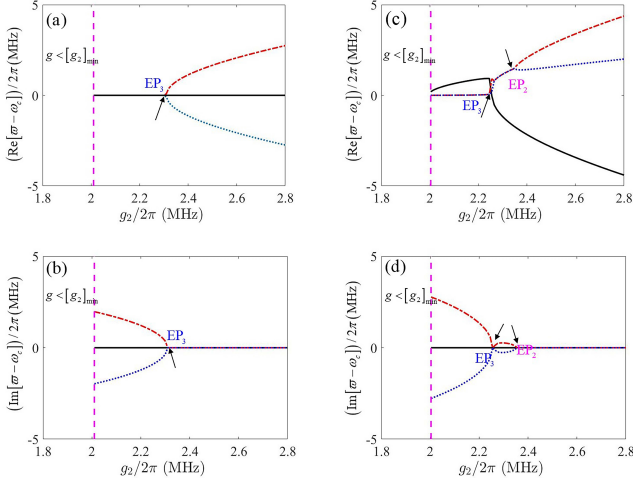 (a)
5
g < [g₂]min
EP₃
0
-5
1.8 2 2.2 2.4 2.6 2.8
g₂/2π (MHz)
(Re[ϖ − ω_c])/2π (MHz)
(c)
5
g < [g₂]min
EP₂
EP₃
0
-5
1.8 2 2.2 2.4 2.6 2.8
g₂/2π (MHz)
(Re[ϖ − ω_c])/2π (MHz)
(b)
5
g < [g₂]min
EP₃
0
-5
1.8 2 2.2 2.4 2.6 2.8
g₂/2π (MHz)
(Im[ϖ − ω_c])/2π (MHz)
(d)
5
g < [g₂]min
EP₃ EP₂
0
-5
1.8 2 2.2 2.4 2.6 2.8
g₂/2π (MHz)
(Im[ϖ − ω_c])/2π (MHz)